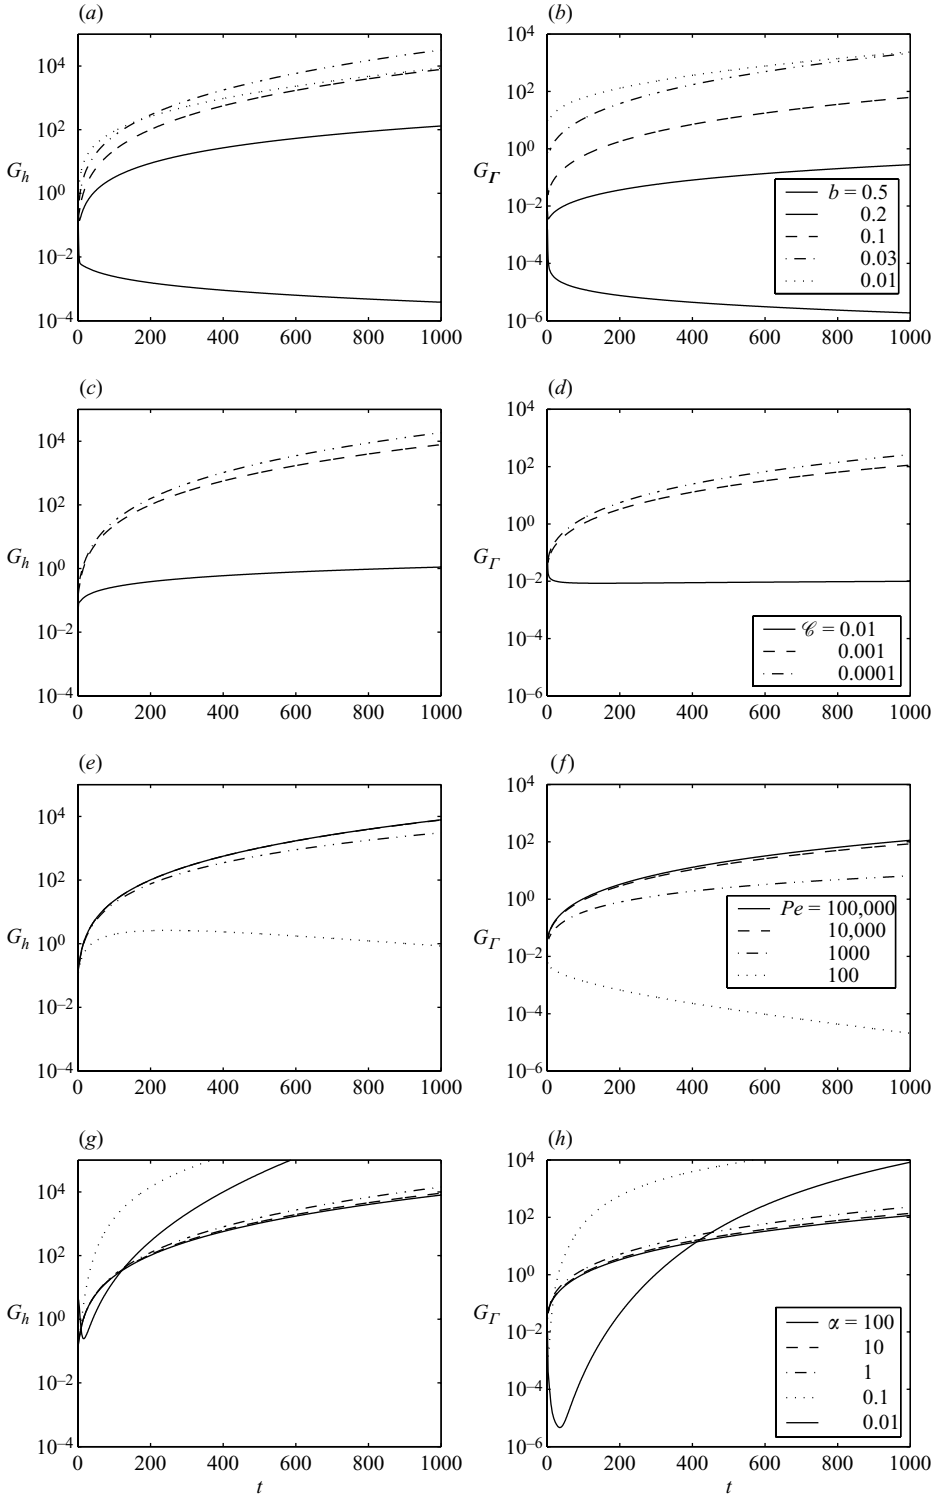 (a)
10^4
10^2
G_h
10^0
10^–2
10^–4
0 200 400 600 800 1000
(b)
10^4
10^2
10^0
G_Γ
10^–2
10^–4
10^–6
0 200 400 600 800 1000
b = 0.5
0.2
0.1
0.03
0.01
(c)
10^4
10^2
G_h
10^0
10^–2
10^–4
0 200 400 600 800 1000
(d)
10^4
10^2
10^0
G_Γ
10^–2
10^–4
10^–6
0 200 400 600 800 1000
𝒞 = 0.01
0.001
0.0001
(e)
10^4
10^2
G_h
10^0
10^–2
10^–4
0 200 400 600 800 1000
(f)
10^4
10^2
10^0
G_Γ
10^–2
10^–4
10^–6
0 200 400 600 800 1000
Pe = 100,000
10,000
1000
100
(g)
10^4
10^2
G_h
10^0
10^–2
10^–4
0 200 400 600 800 1000
t
(h)
10^4
10^2
10^0
G_Γ
10^–2
10^–4
10^–6
0 200 400 600 800 1000
t
α = 100
10
1
0.1
0.01